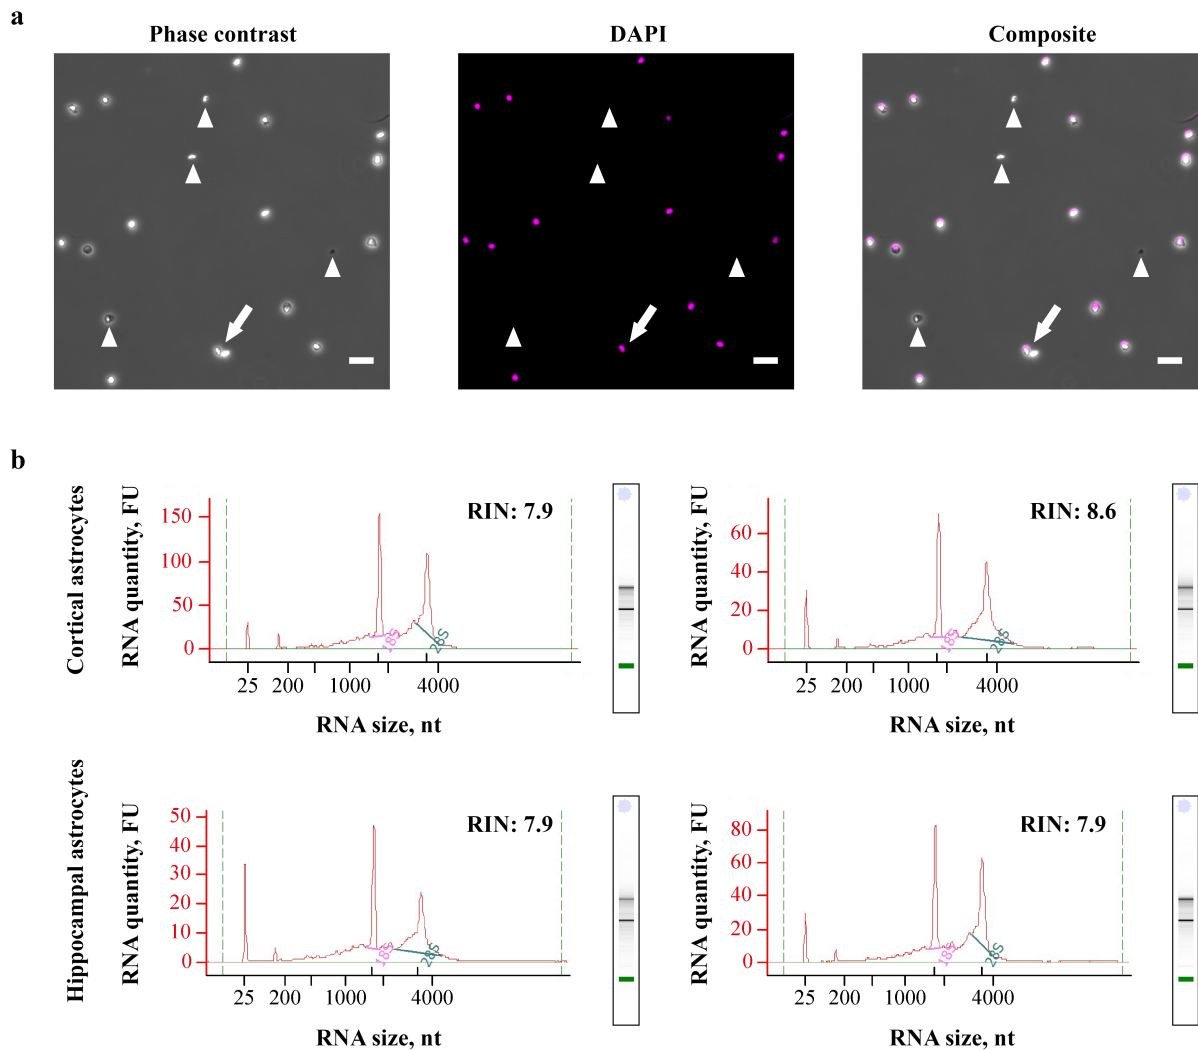 a
Phase contrast
DAPI
Composite
b
Cortical astrocytes
RNA quantity, FU
150
100
50
0
RIN: 7.9
18S
28S
25 200 1000 4000
RNA size, nt
RNA quantity, FU
60
40
20
0
RIN: 8.6
18S
28S
25 200 1000 4000
RNA size, nt
Hippocampal astrocytes
RNA quantity, FU
50
40
30
20
10
0
RIN: 7.9
18S
28S
25 200 1000 4000
RNA size, nt
RNA quantity, FU
80
60
40
20
0
RIN: 7.9
18S
28S
25 200 1000 4000
RNA size, nt